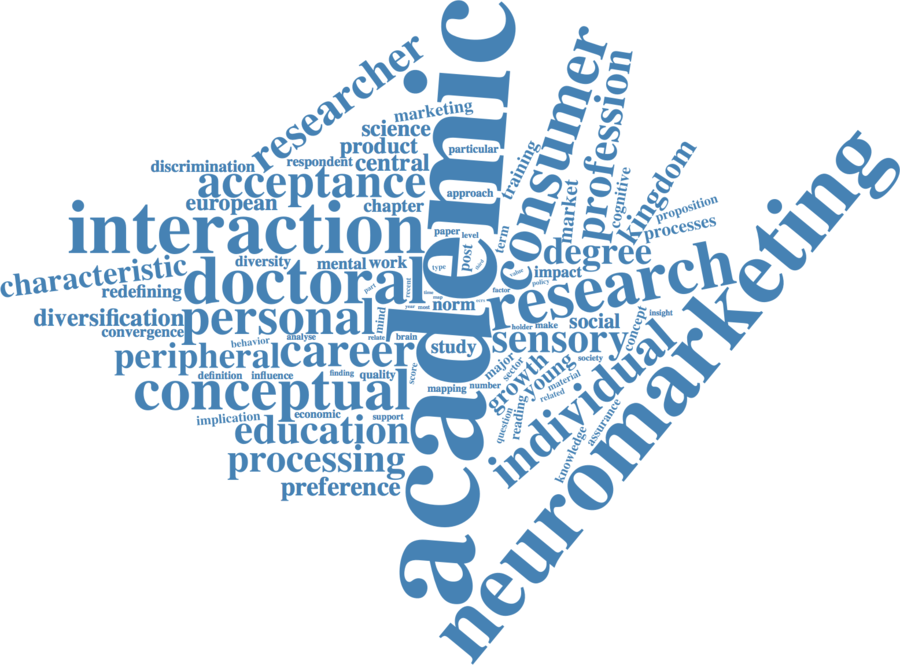 academic
neuromarketing
researcher
marketing
science
product
particular
discrimination
respondent
central
acceptance
approach
european
chapter
interaction
paper
level
characteristic
diversity
mental
work
type
post
redefining
doctoral
part
recent
diversification
personal
mind
norm
convergence
behavior
analyse
relate
brain
peripheral
career
study
definition
influence
finding
quality
score
conceptual
mapping
number
implication
economic
support
education
processing
preference
consumer
profession
training
market
cognitive
kingdom
proposition
processes
term
degree
value
impact
policy
factor
research
holder
make
social
concept
insight
sensory
society
major
sector
growth
young
material
related
reading
question
individual
knowledge
assurance